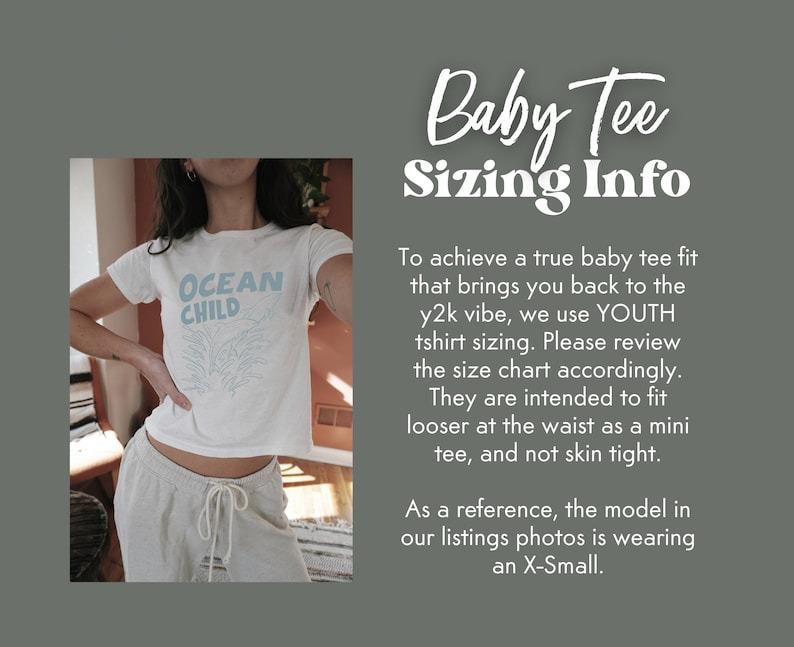 Baby Tee
Sizing Info
To achieve a true baby tee fit
that brings you back to the
y2k vibe, we use YOUTH
tshirt sizing. Please review
the size chart accordingly.
They are intended to fit
looser at the waist as a mini
tee, and not skin tight.
As a reference, the model in
our listings photos is wearing
an X-Small.
OCEAN
CHILD